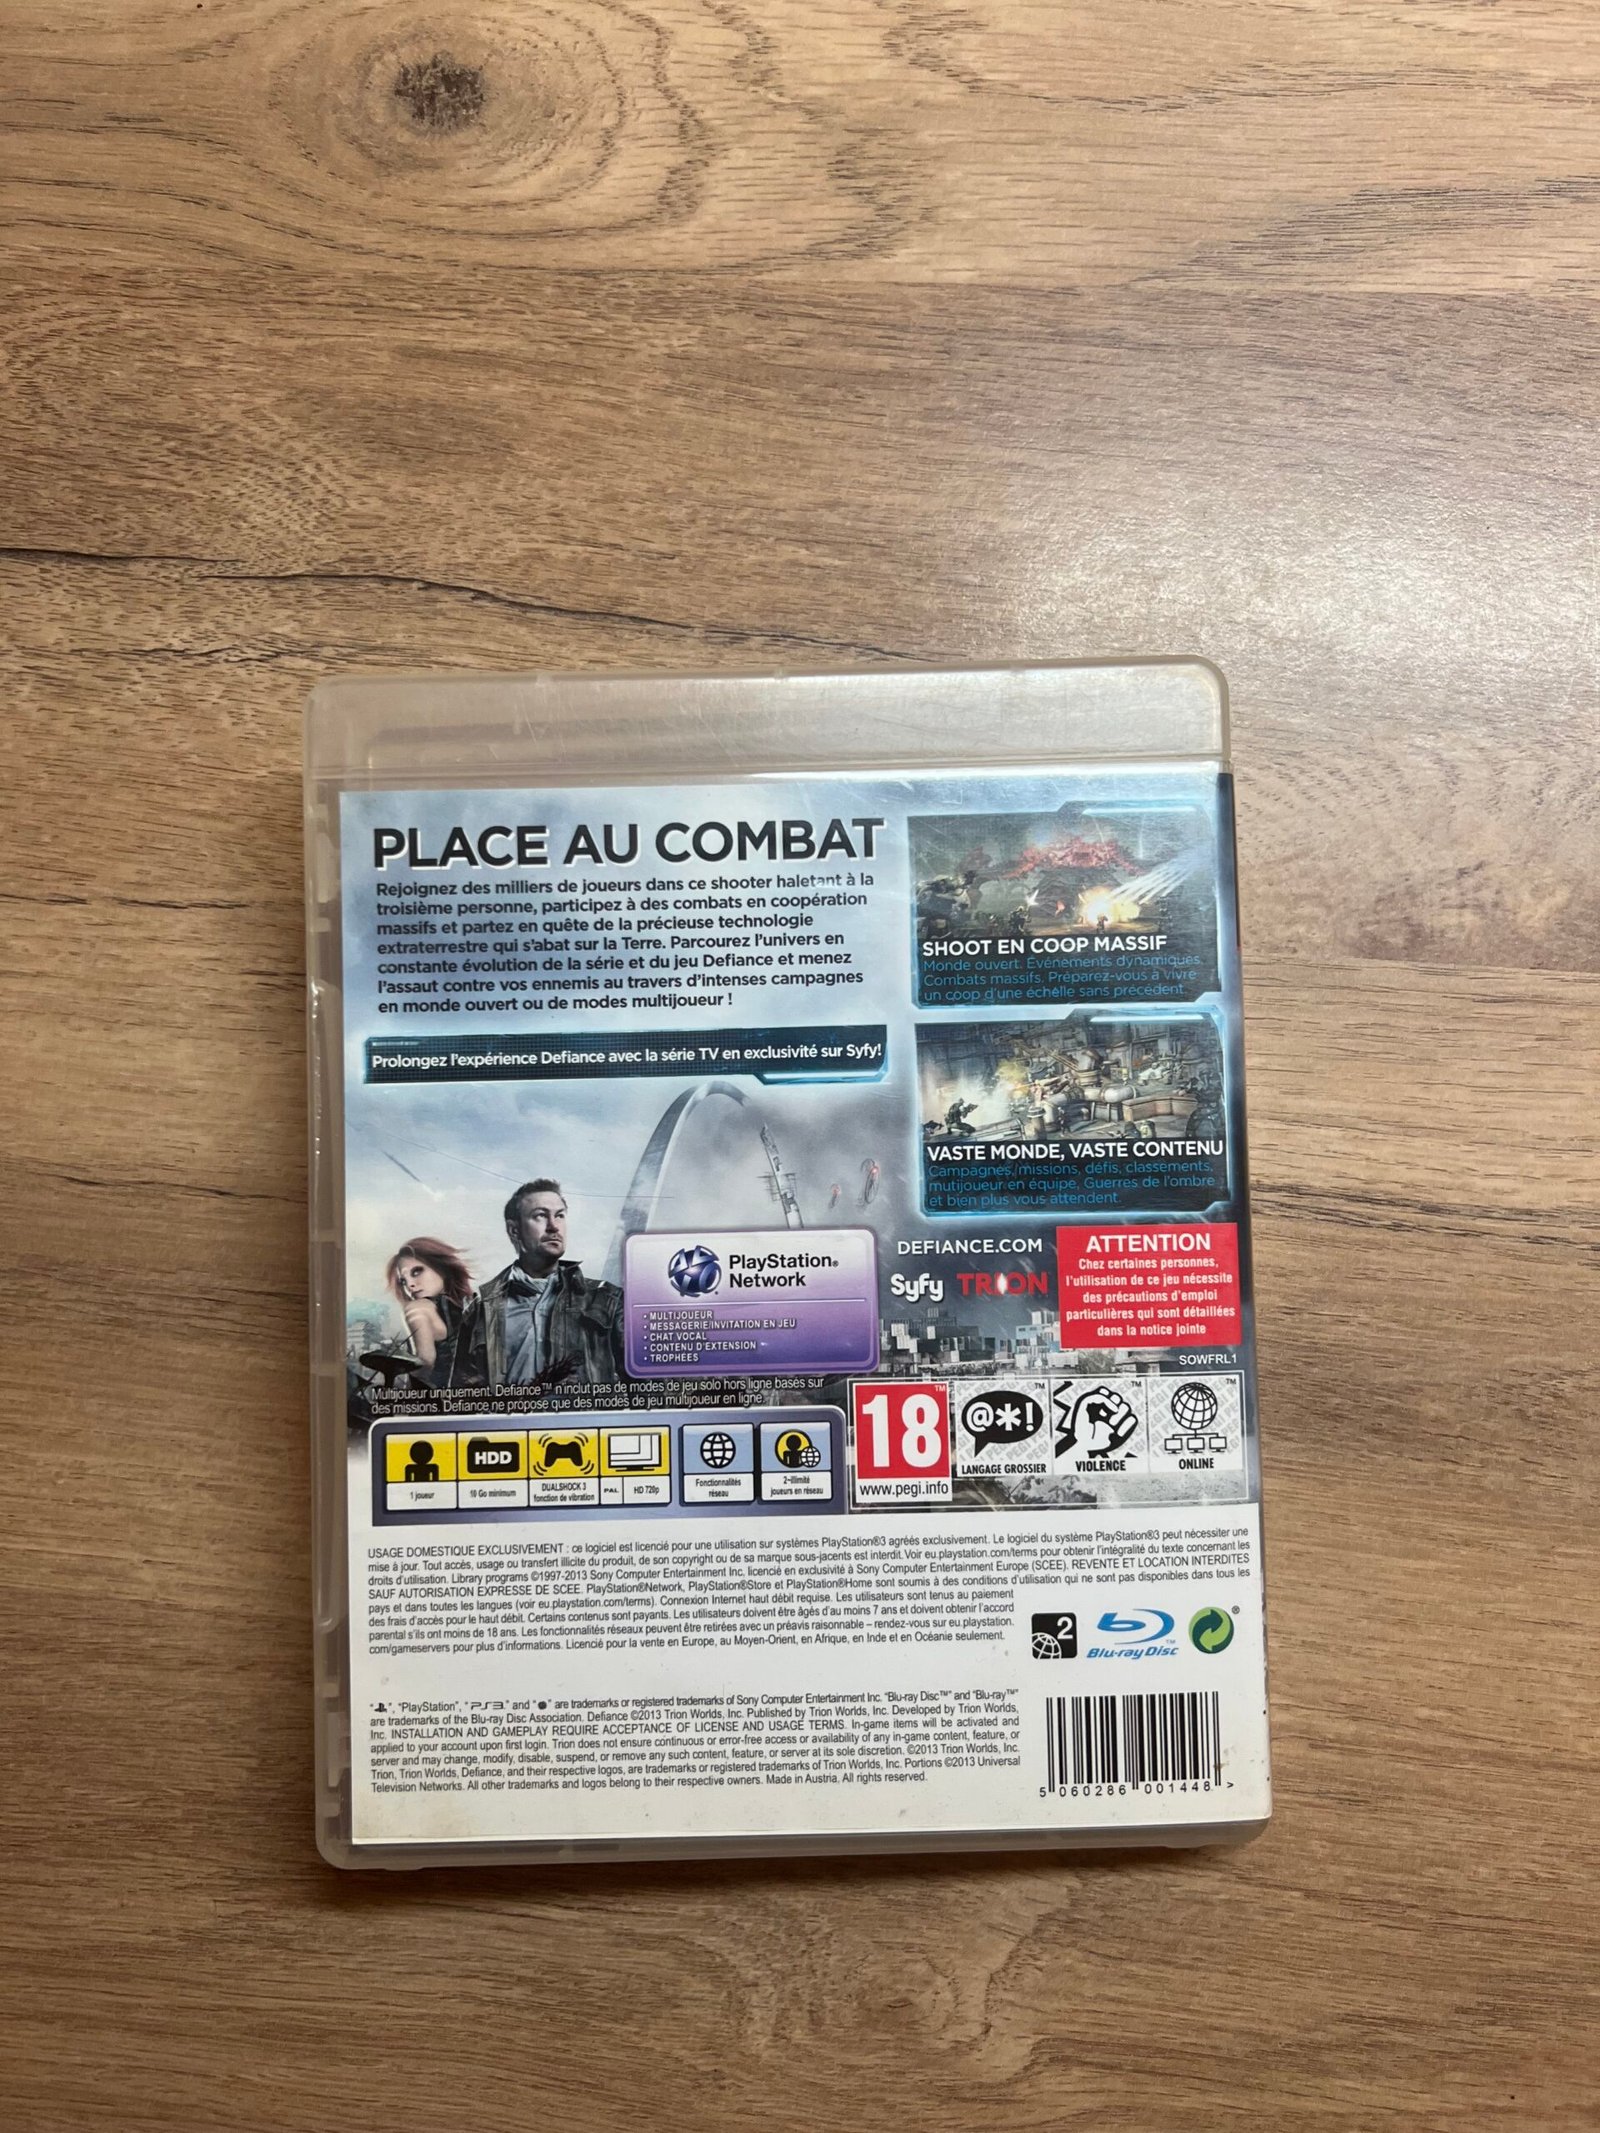 PLACE AU COMBAT
Rejoignez des milliers de joueurs dans ce shooter haletant à la
troisième personne, participez à des combats en coopération
massifs et partez en quête de la précieuse technologie
extraterrestre qui s'abat sur la Terre. Parcourez l'univers en
constante évolution de la série et du jeu Defiance et menez
l'assaut contre vos ennemis au travers d'intenses campagnes
en monde ouvert ou de modes multijoueur !
Prolongez l'expérience Defiance avec la série TV en exclusivité sur Syfy!
SHOOT EN COOP MASSIF
Monde ouvert. Événements dynamiques.
Combats massifs. Préparez-vous à vivre
un coop d'une échelle sans précédent.
VASTE MONDE, VASTE CONTENU
Campagnes, missions, défis, classements,
mutijoueur en équipe, Guerres de l'ombre
et bien plus vous attendent.
PlayStation®
Network
• MULTIJOUEUR
• MESSAGERIE/INVITATION EN JEU
• CHAT VOCAL
• CONTENU D'EXTENSION
• TROPHÉES
DEFIANCE.COM
Syfy TRION
ATTENTION
Chez certaines personnes,
l'utilisation de ce jeu nécessite
des précautions d'emploi
particulières qui sont détaillées
dans la notice jointe
SOWFRL1
Multijoueur uniquement. Defiance™ n'inclut pas de modes de jeu solo hors ligne basés sur
des missions. Defiance ne propose que des modes de jeu multijoueur en ligne.
1 joueur
HDD
10 Go minimum
DUALSHOCK 3
fonction de vibration
PAL
HD 720p
Fonctionnalités
réseau
2-illimité
joueurs en réseau
18™
www.pegi.info
@*!™
LANGAGE GROSSIER
™
VIOLENCE
™
ONLINE
USAGE DOMESTIQUE EXCLUSIVEMENT : ce logiciel est licencié pour une utilisation sur systèmes PlayStation®3 agréés exclusivement. Le logiciel du système PlayStation®3 peut nécessiter une
mise à jour. Tout accès, usage ou transfert illicite du produit, de son copyright ou de sa marque sous-jacents est interdit. Voir eu.playstation.com/terms pour obtenir l'intégralité du texte concernant les
droits d'utilisation. Library programs ©1997-2013 Sony Computer Entertainment Inc. licencié en exclusivité à Sony Computer Entertainment Europe (SCEE). REVENTE ET LOCATION INTERDITES
SAUF AUTORISATION EXPRESSE DE SCEE. PlayStation®Network, PlayStation®Store et PlayStation®Home sont soumis à des conditions d'utilisation qui ne sont pas disponibles dans tous les
pays et dans toutes les langues (voir eu.playstation.com/terms). Connexion Internet haut débit requise. Les utilisateurs sont tenus au paiement
des frais d'accès pour le haut débit. Certains contenus sont payants. Les utilisateurs doivent être âgés d'au moins 7 ans et doivent obtenir l'accord
parental s'ils ont moins de 18 ans. Les fonctionnalités réseaux peuvent être retirées avec un préavis raisonnable – rendez-vous sur eu.playstation.
com/gameservers pour plus d'informations. Licencié pour la vente en Europe, au Moyen-Orient, en Afrique, en Inde et en Océanie seulement.
2
Blu-ray Disc™
®
"PlayStation", "PS3" and " " are trademarks or registered trademarks of Sony Computer Entertainment Inc. "Blu-ray Disc™" and "Blu-ray™"
are trademarks of the Blu-ray Disc Association. Defiance ©2013 Trion Worlds, Inc. Published by Trion Worlds, Inc. Developed by Trion Worlds,
Inc. INSTALLATION AND GAMEPLAY REQUIRE ACCEPTANCE OF LICENSE AND USAGE TERMS. In-game items will be activated and
applied to your account upon first login. Trion does not ensure continuous or error-free access or availability of any in-game content, feature, or
server and may change, modify, disable, suspend, or remove any such content, feature, or server at its sole discretion. ©2013 Trion Worlds, Inc.
Trion, Trion Worlds, Defiance, and their respective logos, are trademarks or registered trademarks of Trion Worlds, Inc. Portions ©2013 Universal
Television Networks. All other trademarks and logos belong to their respective owners. Made in Austria. All rights reserved.
5 060286 001448 >